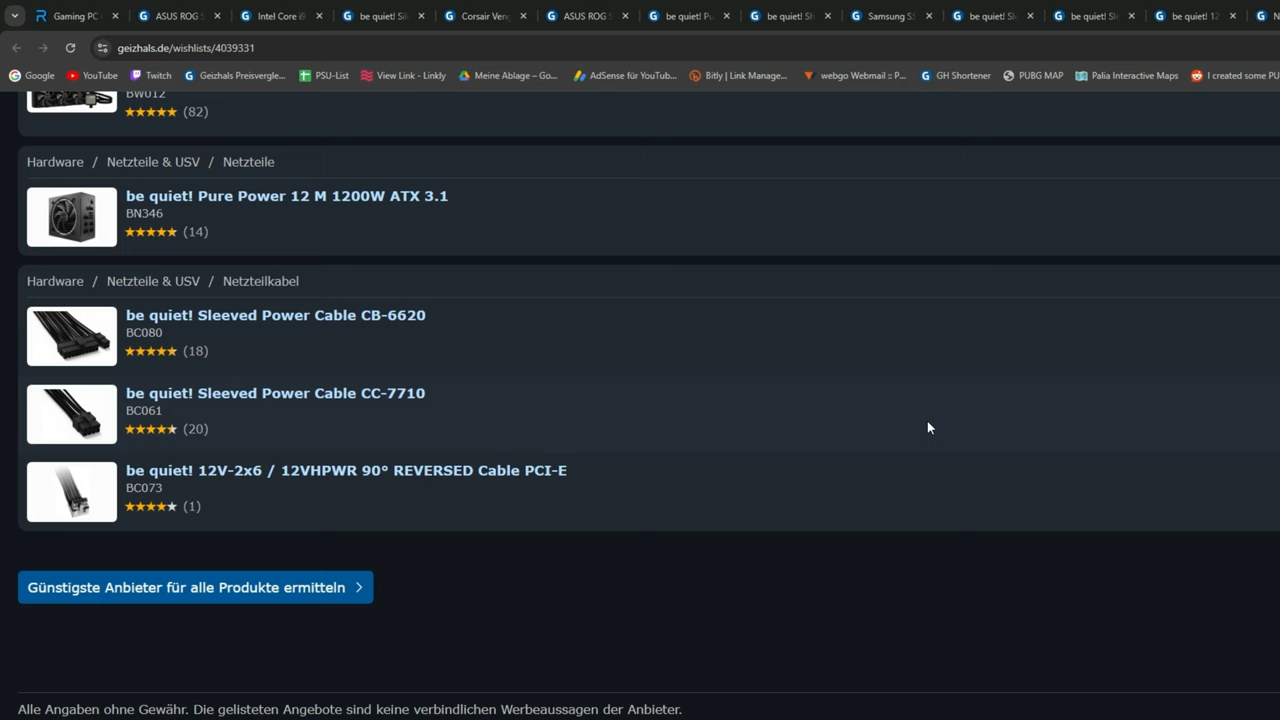 Gaming PC
ASUS ROG S
Intel Core i9
be quiet! Sil
Corsair Veng
ASUS ROG S
be quiet! Pu
be quiet! Sh
Samsung SS
be quiet! Sle
be quiet! Sle
be quiet! 12
geizhals.de/wishlists/4039331
Google
YouTube
Twitch
Geizhals Preisvergle...
PSU-List
View Link - Linkly
Meine Ablage – Go...
AdSense für YouTub...
Bitly | Link Manage...
webgo Webmail :: P...
GH Shortener
PUBG MAP
Palia Interactive Maps
I created some PU
BW012
(82)
Hardware / Netzteile & USV / Netzteile
be quiet! Pure Power 12 M 1200W ATX 3.1
BN346
(14)
Hardware / Netzteile & USV / Netzteilkabel
be quiet! Sleeved Power Cable CB-6620
BC080
(18)
be quiet! Sleeved Power Cable CC-7710
BC061
(20)
be quiet! 12V-2x6 / 12VHPWR 90° REVERSED Cable PCI-E
BC073
(1)
Günstigste Anbieter für alle Produkte ermitteln
Alle Angaben ohne Gewähr. Die gelisteten Angebote sind keine verbindlichen Werbeaussagen der Anbieter.